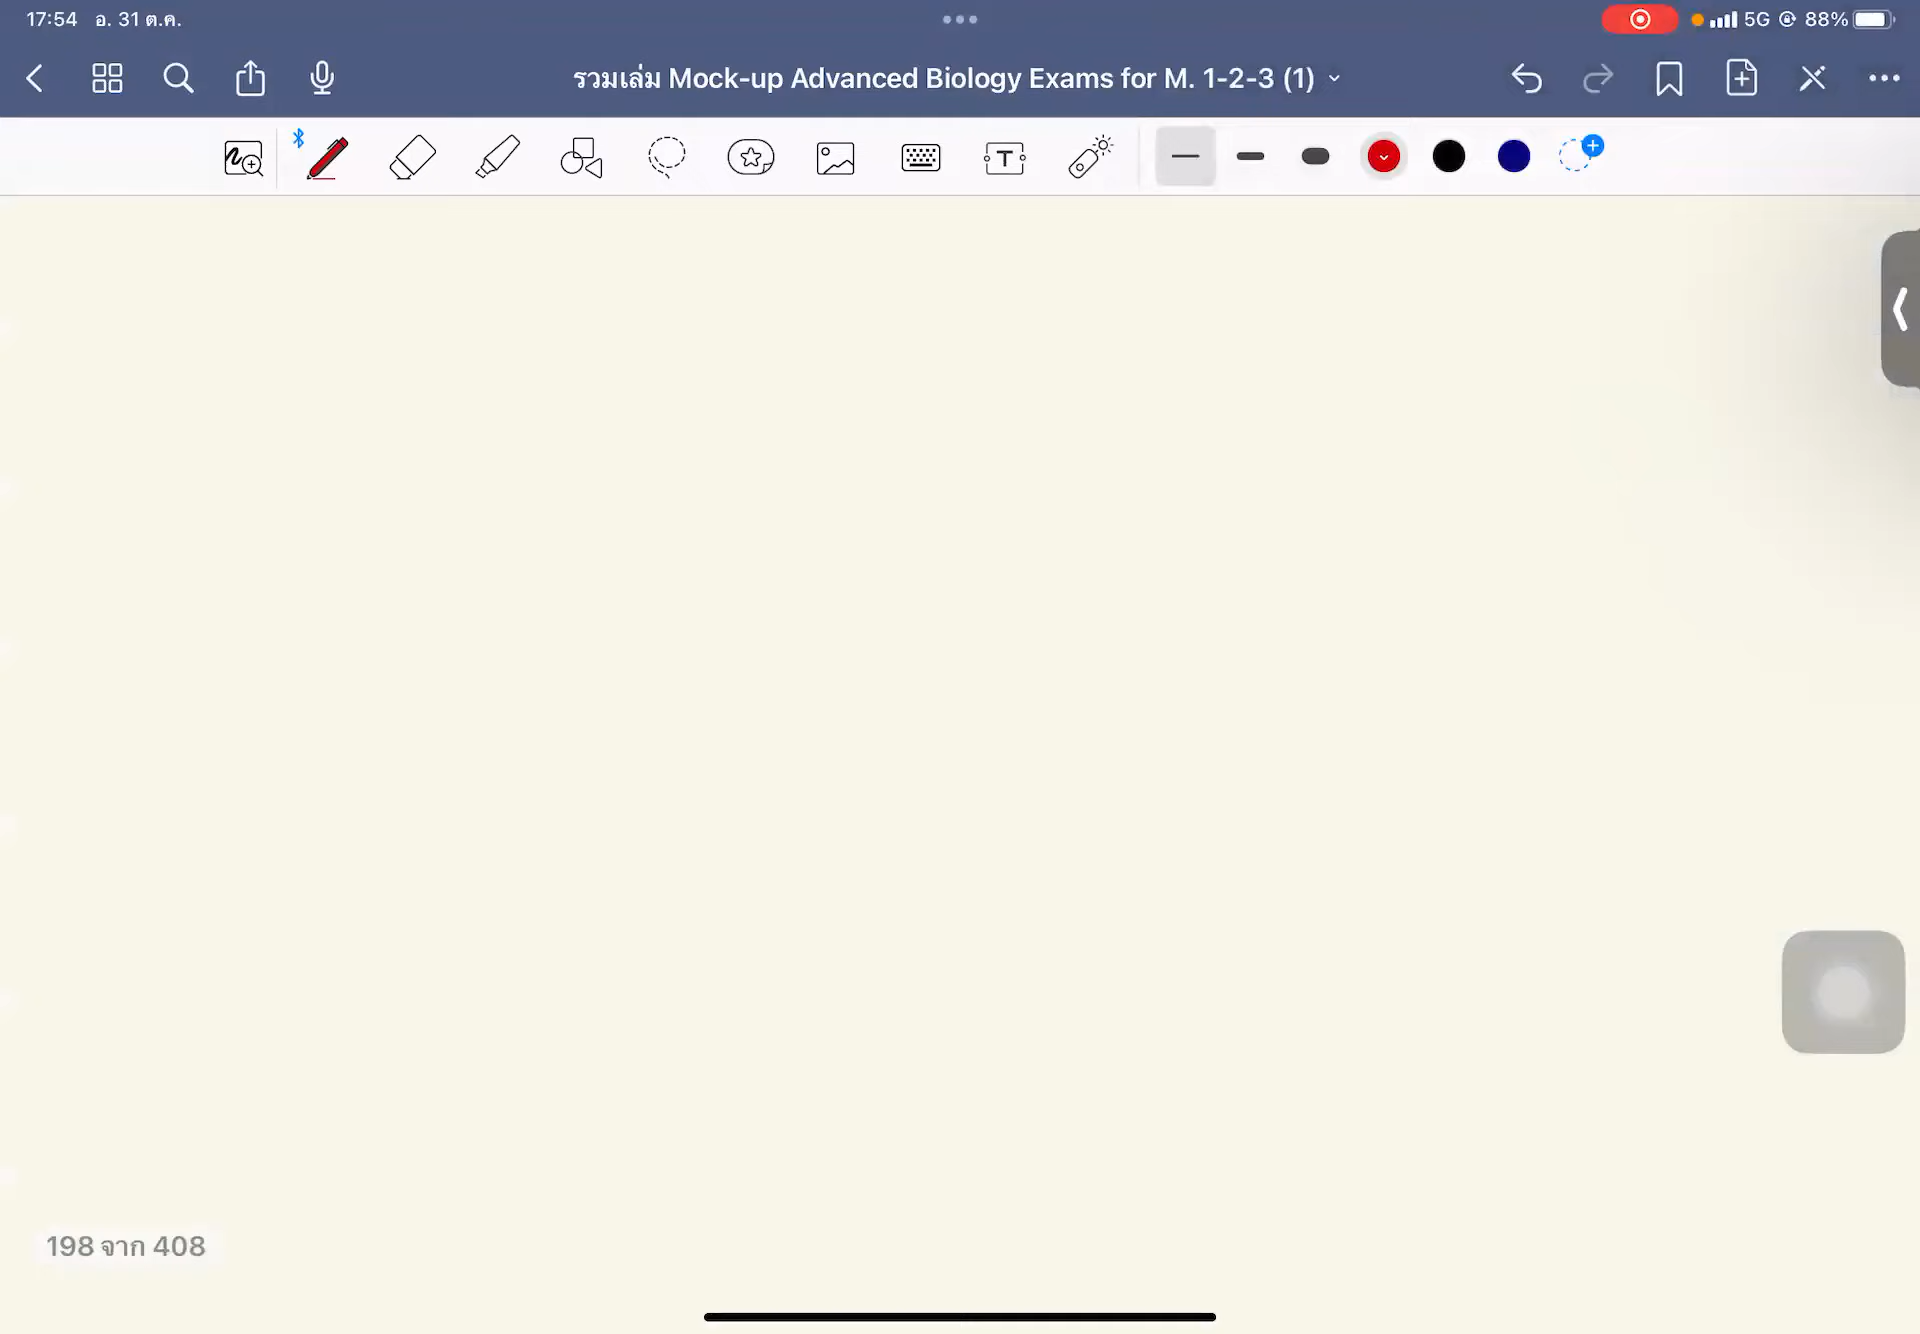 17:54 อ. 31 ต.ค.
5G 88%
รวมเล่ม Mock-up Advanced Biology Exams for M. 1-2-3 (1)
T
198 จาก 408